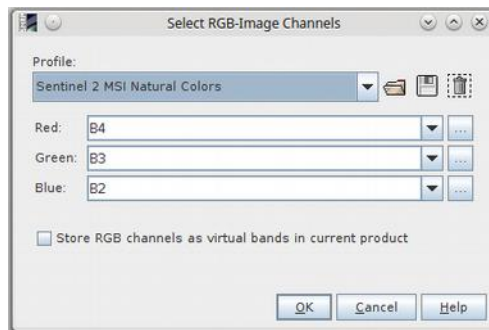 Select RGB-Image Channels
Profile:
Sentinel 2 MSI Natural Colors
Red: B4 ...
Green: B3 ...
Blue: B2 ...
Store RGB channels as virtual bands in current product
OK Cancel Help